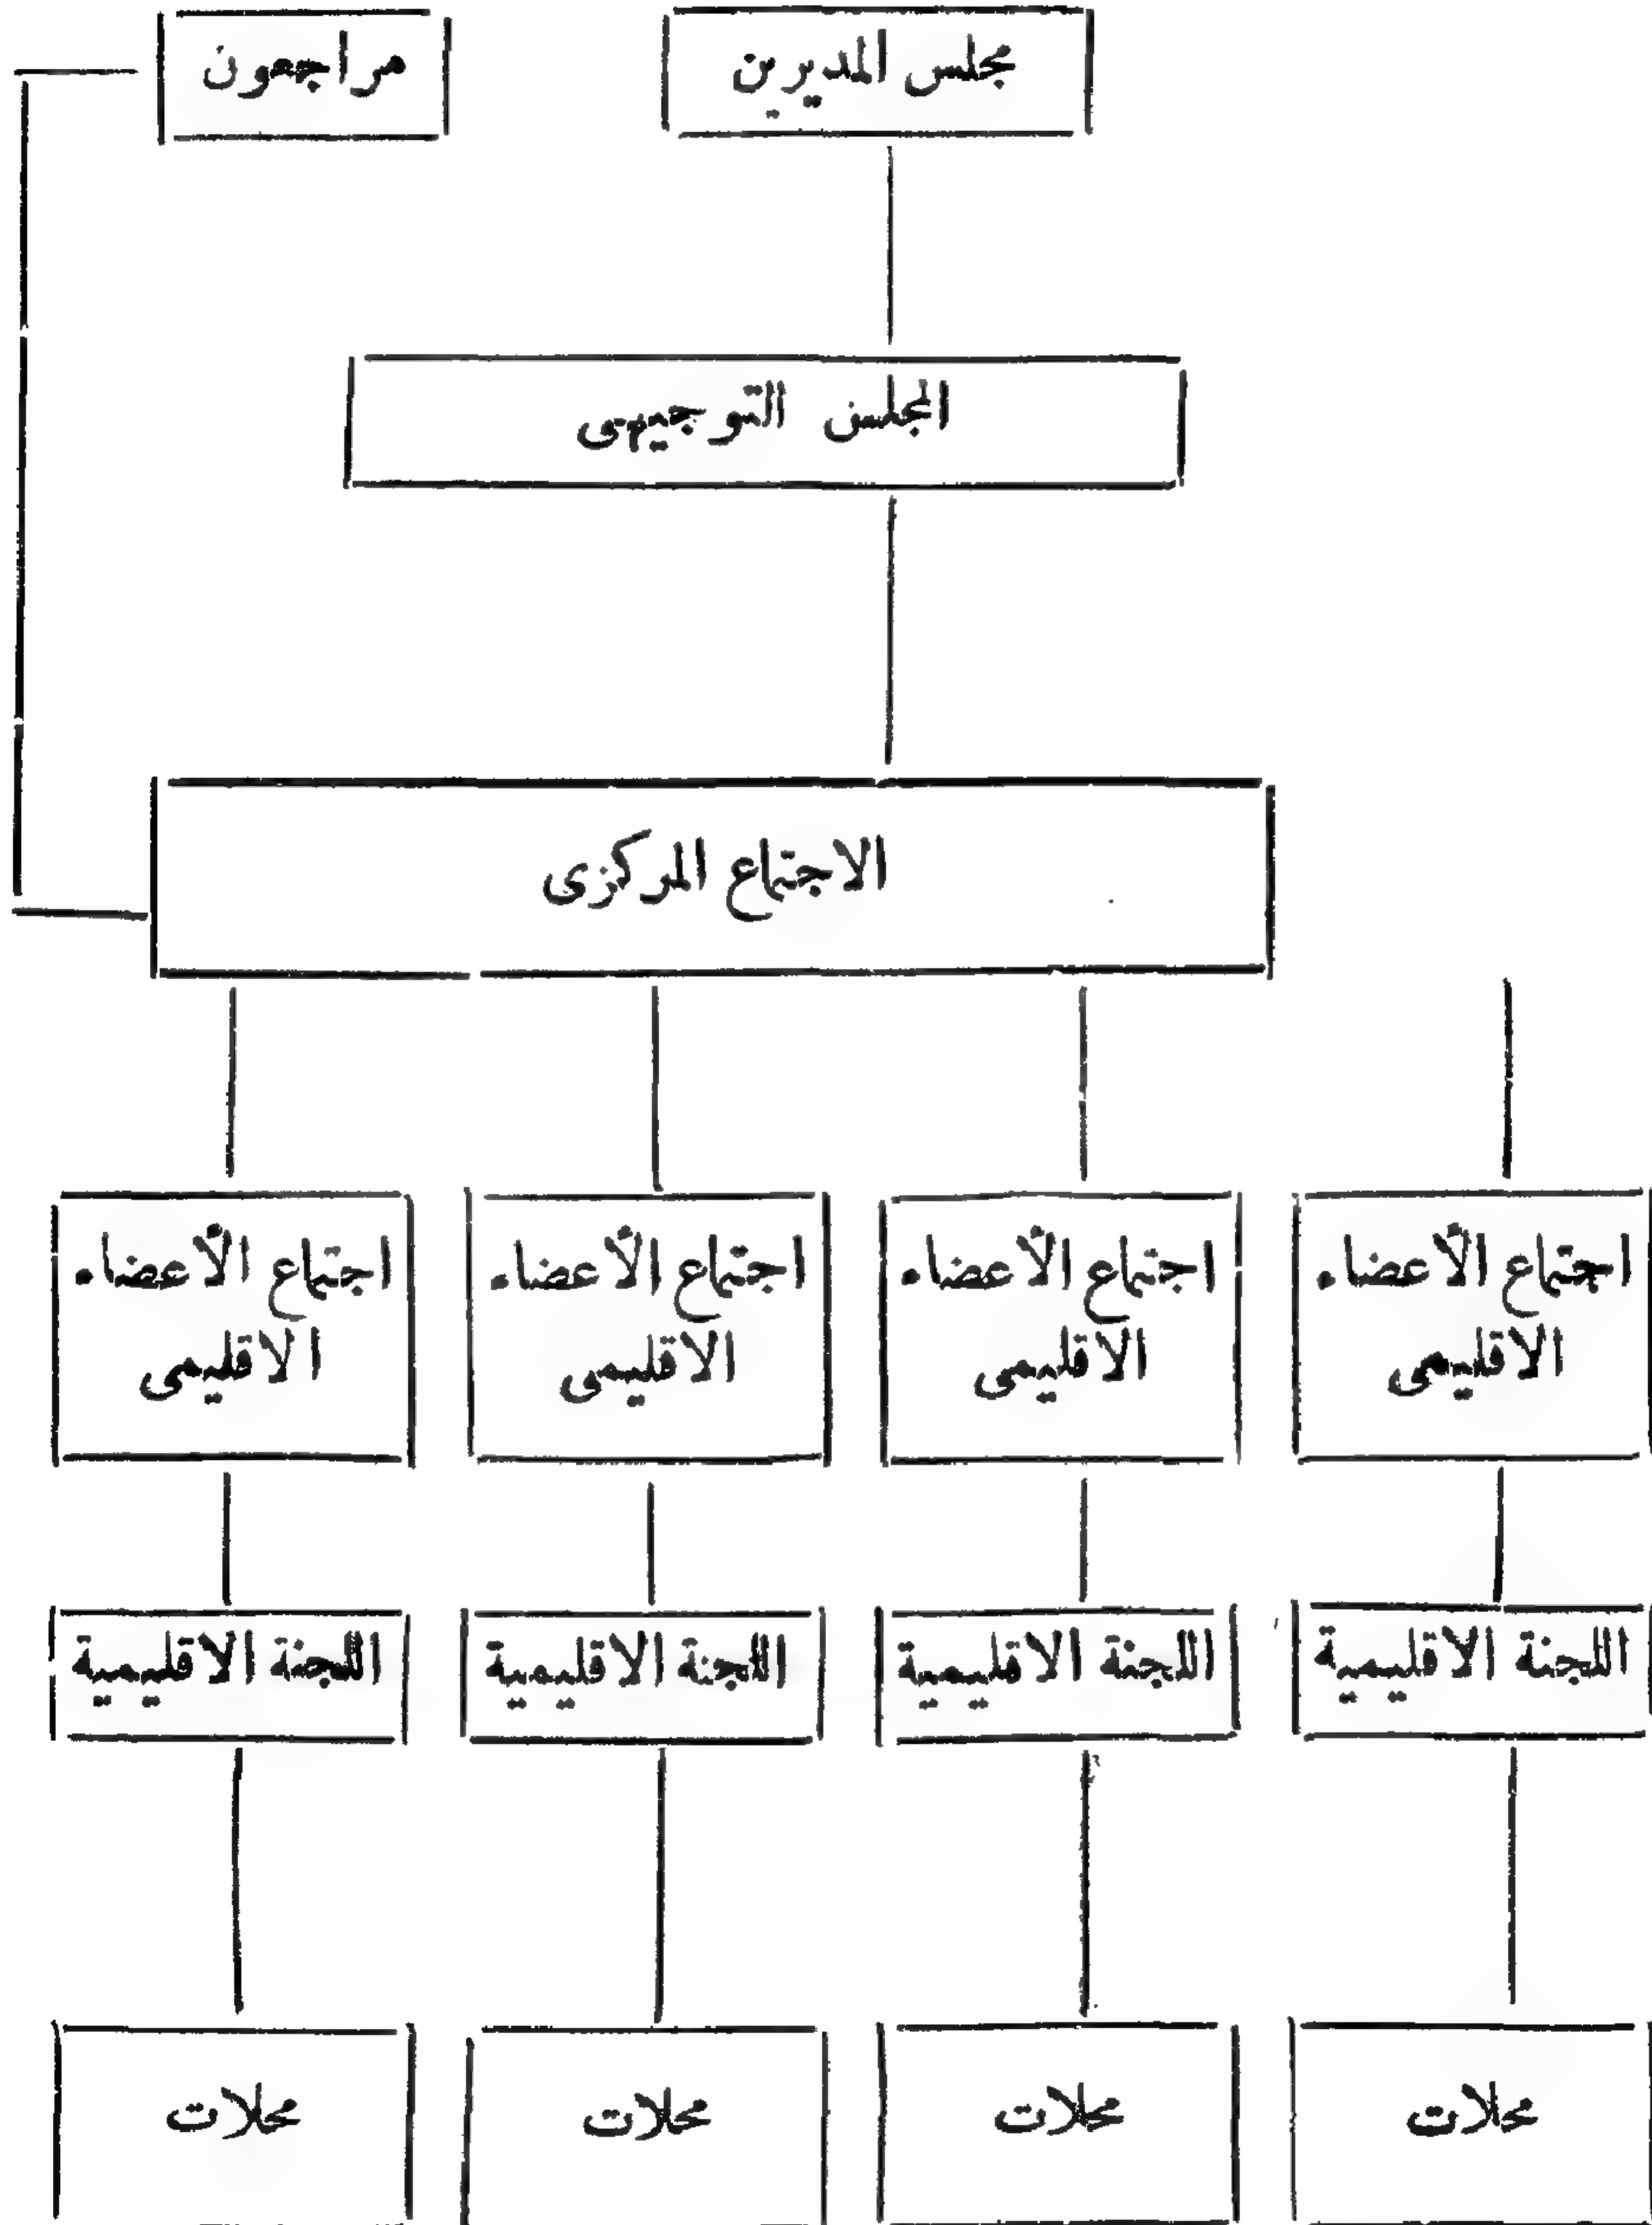 مجلس المديرين
مراجعون
المجلس التوجيهى
الاجتماع المركزى
اجتماع الأعضاء
الاقليمى
اجتماع الأعضاء
الاقليمى
اجتماع الأعضاء
الاقليمى
اجتماع الأعضاء
الاقليمى
اللجنة الاقليمية
اللجنة الاقليمية
اللجنة الاقليمية
اللجنة الاقليمية
محلات
محلات
محلات
محلات